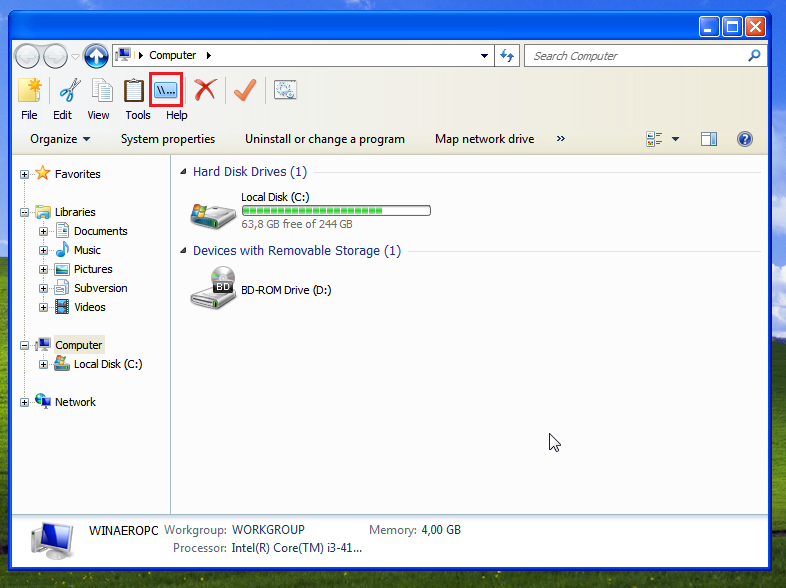 Computer
Search Computer
\\...
File Edit View Tools Help
Organize System properties Uninstall or change a program Map network drive »
Favorites
Libraries
Documents
Music
Pictures
Subversion
Videos
Computer
Local Disk (C:)
Network
Hard Disk Drives (1)
Local Disk (C:)
63,8 GB free of 244 GB
Devices with Removable Storage (1)
BD
BD-ROM Drive (D:)
WINAEROPC Workgroup: WORKGROUP Memory: 4,00 GB
Processor: Intel(R) Core(TM) i3-41...